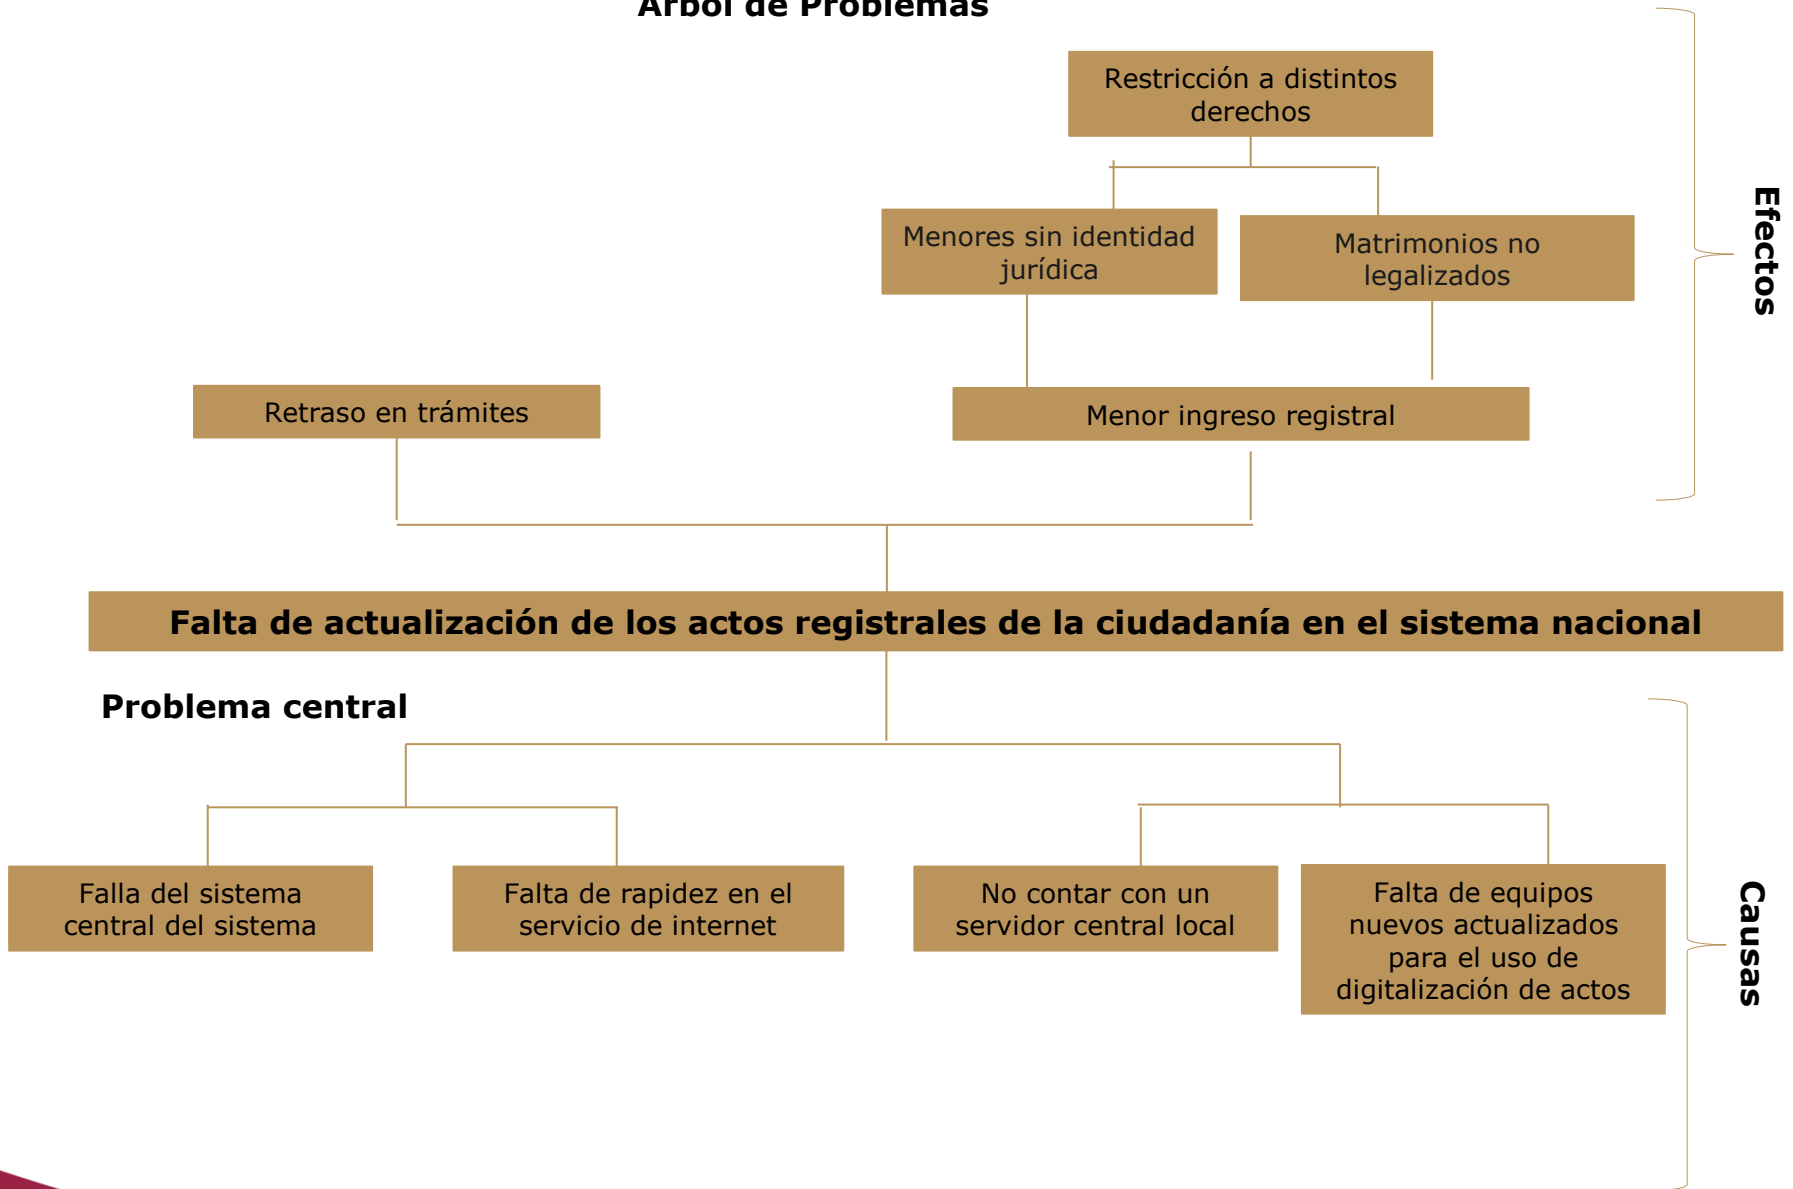 Árbol de Problemas
Restricción a distintos
derechos
Efectos
Menores sin identidad
jurídica
Matrimonios no
legalizados
Retraso en trámites
Menor ingreso registral
Falta de actualización de los actos registrales de la ciudadanía en el sistema nacional
Problema central
Falla del sistema
central del sistema
Falta de rapidez en el
servicio de internet
No contar con un
servidor central local
Falta de equipos
nuevos actualizados
para el uso de
digitalización de actos
Causas